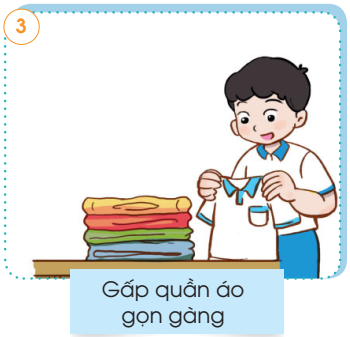 3
Gấp quần áo
gọn gàng